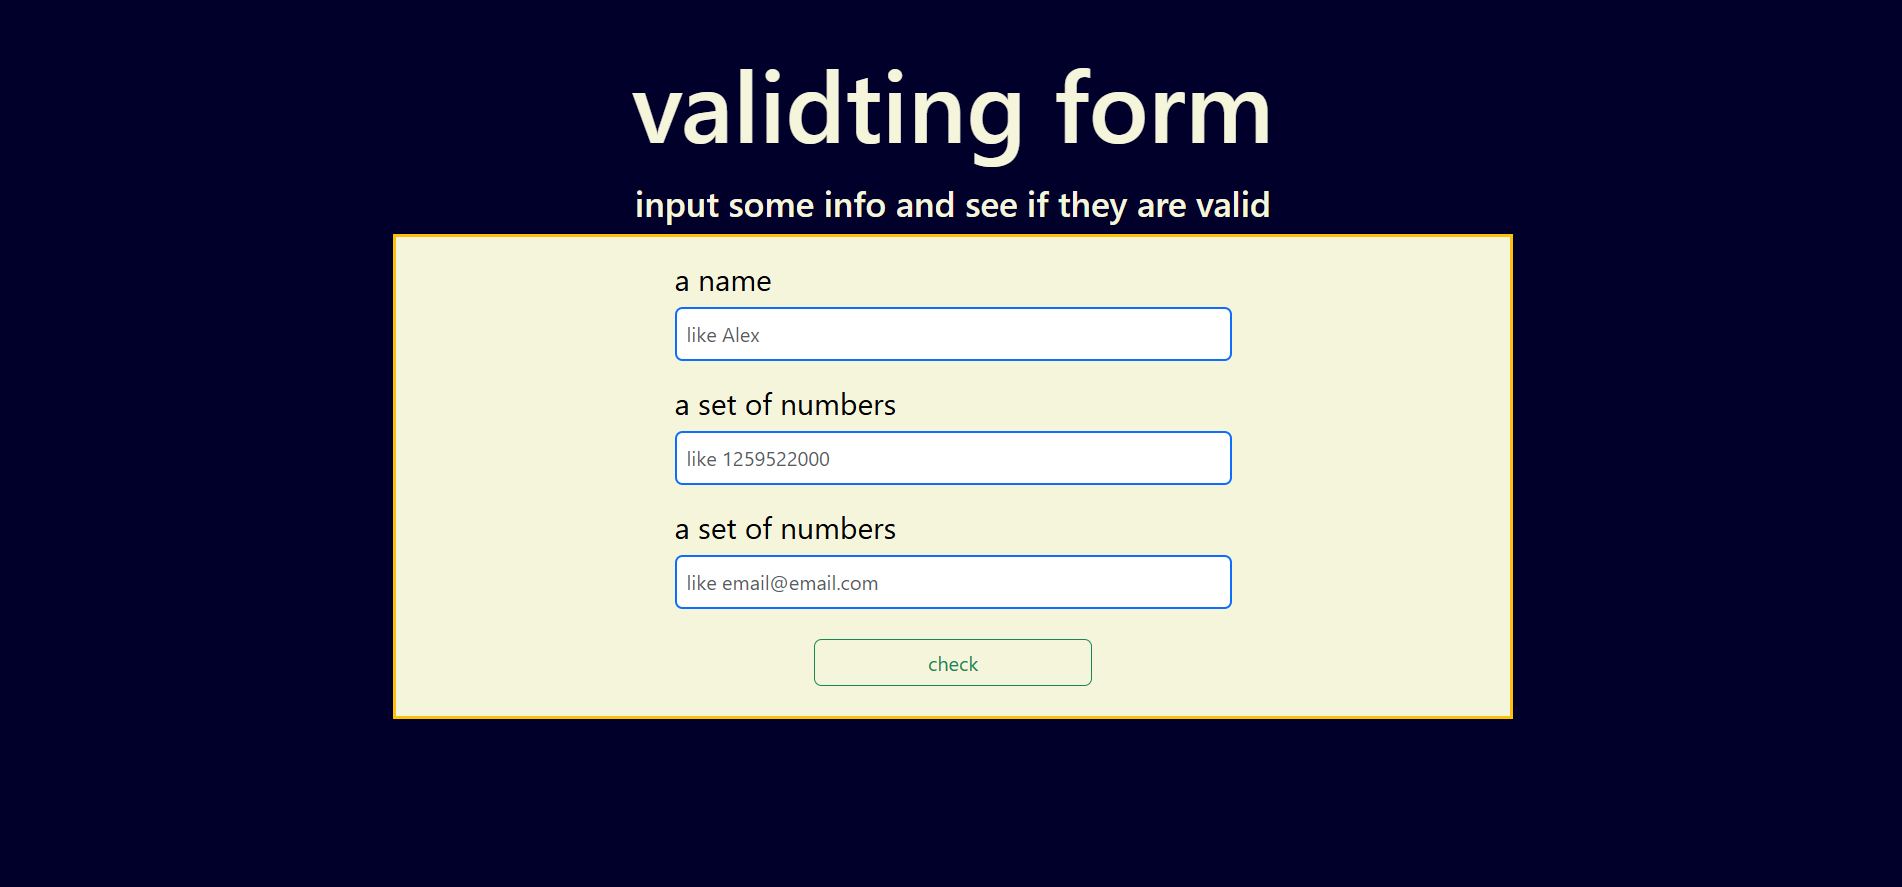 validting form
input some info and see if they are valid
a name
like Alex
a set of numbers
like 1259522000
a set of numbers
like email@email.com
check